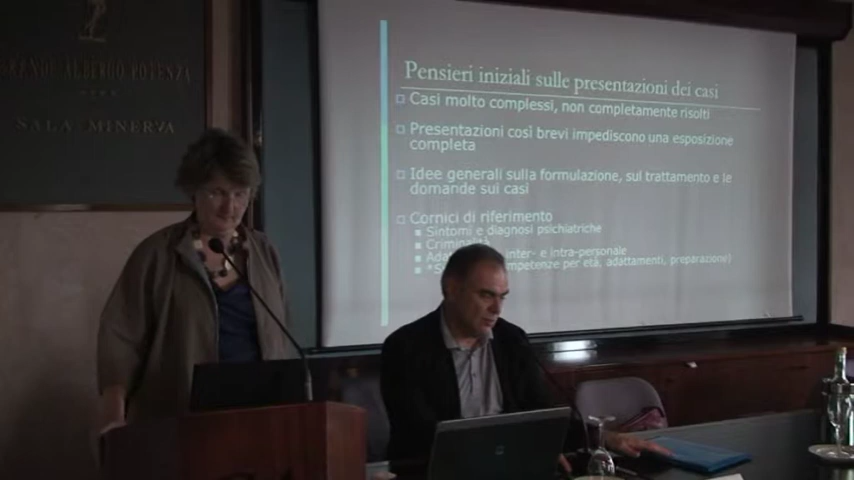 GRAND ALBERGO POTENZA
SALA MINERVA
Pensieri iniziali sulle presentazioni dei casi
Casi molto complessi, non completamente risolti
Presentazioni così brevi impediscono una esposizione
completa
Idee generali sulla formulazione, sul trattamento e le
domande sui casi
Cornici di riferimento
Sintomi e diagnosi psichiatriche
Criminalità
inter- e intra-personale
per età, adattamenti, preparazione)